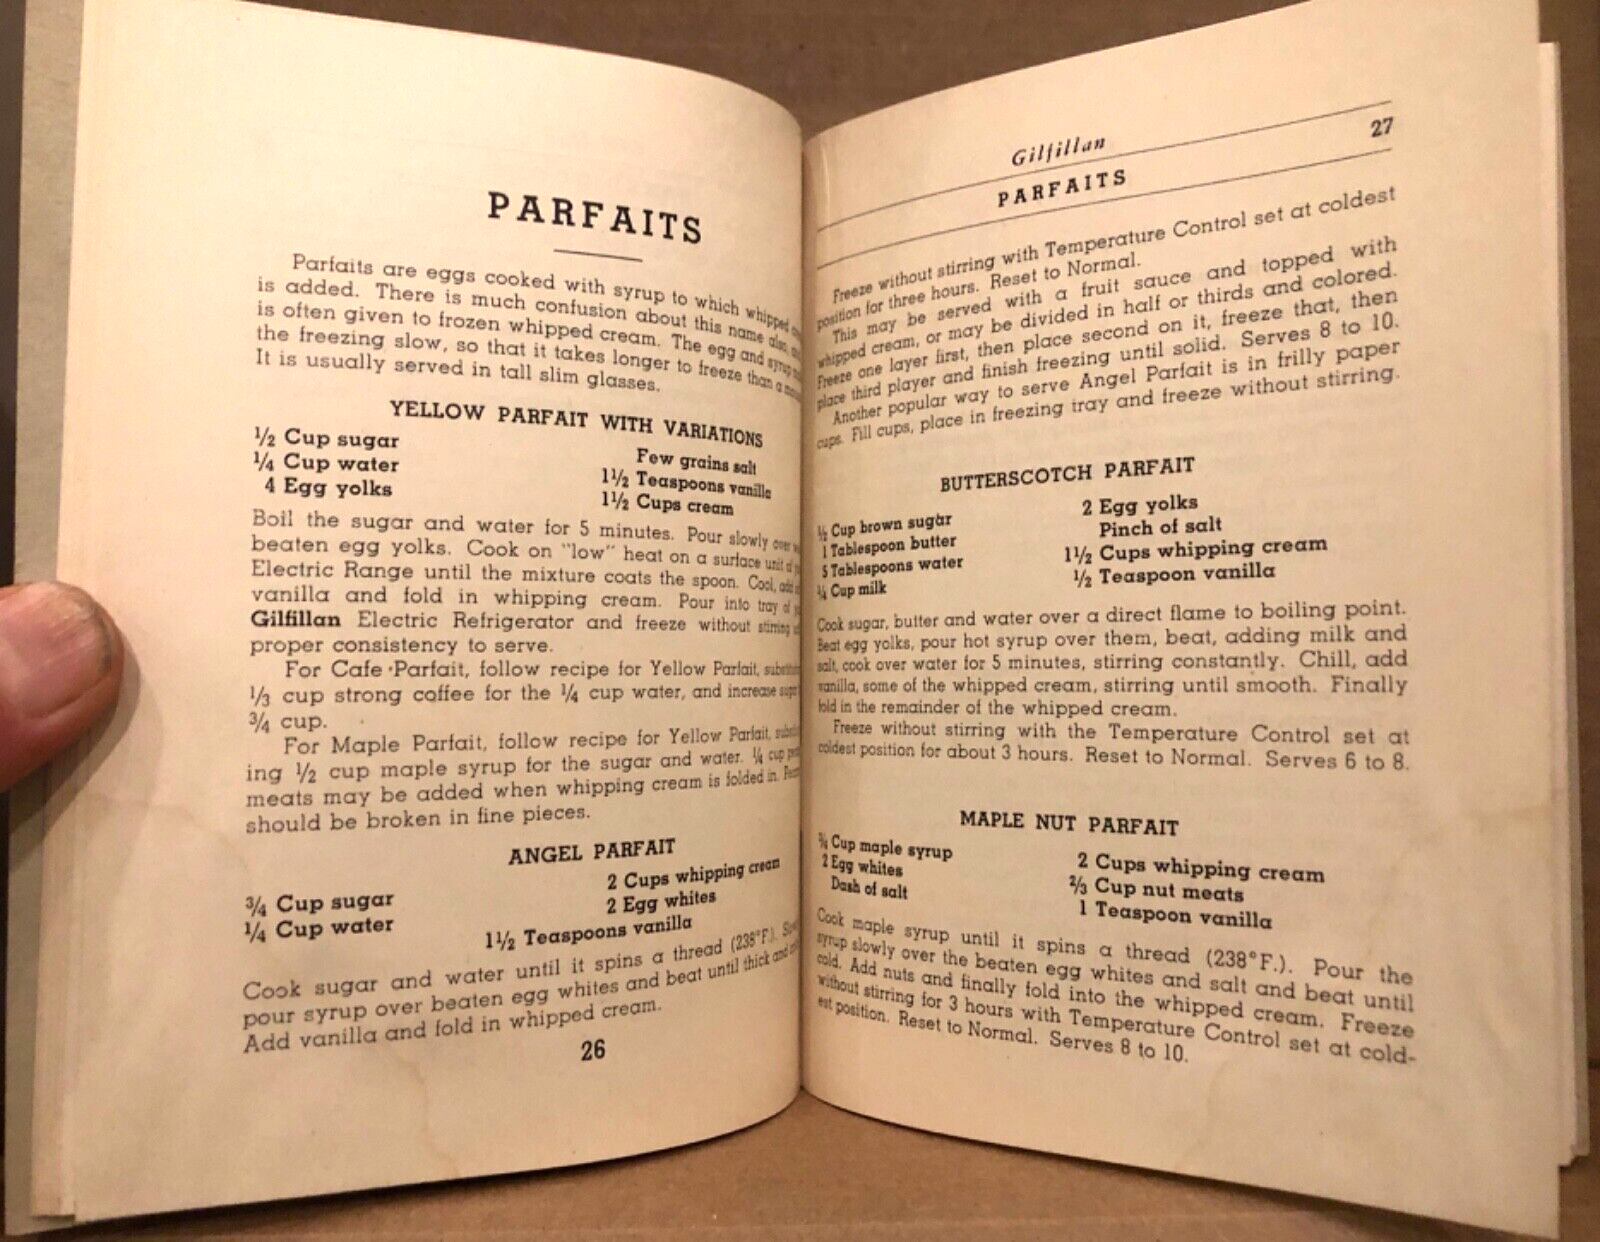 PARFAITS
Parfaits are eggs cooked with syrup to which whipped
is added. There is much confusion about this name also,
is often given to frozen whipped cream. The egg and syrup
the freezing slow, so that it takes longer to freeze than a
It is usually served in tall slim glasses.
YELLOW PARFAIT WITH VARIATIONS
½ Cup sugar
¼ Cup water
4 Egg yolks
Few grains salt
1½ Teaspoons vanilla
1½ Cups cream
Boil the sugar and water for 5 minutes. Pour slowly over
beaten egg yolks. Cook on "low" heat on a surface unit of
Electric Range until the mixture coats the spoon. Cool, add
vanilla and fold in whipping cream. Pour into tray of
Gilfillan Electric Refrigerator and freeze without stirring
proper consistency to serve.
For Cafe Parfait, follow recipe for Yellow Parfait,
⅓ cup strong coffee for the ¼ cup water, and increase sugar
¾ cup.
For Maple Parfait, follow recipe for Yellow Parfait,
ing ½ cup maple syrup for the sugar and water. ¼ cup
meats may be added when whipping cream is folded in.
should be broken in fine pieces.
ANGEL PARFAIT
¾ Cup sugar
¼ Cup water
2 Cups whipping cream
2 Egg whites
1½ Teaspoons vanilla
Cook sugar and water until it spins a thread (238°F.).
pour syrup over beaten egg whites and beat until thick and
Add vanilla and fold in whipped cream.
26
Gilfillan 27
PARFAITS
Freeze without stirring with Temperature Control set at coldest
position for three hours. Reset to Normal.
This may be served with a fruit sauce and topped with
whipped cream, or may be divided in half or thirds and colored.
Freeze one layer first, then place second on it, freeze that, then
place third player and finish freezing until solid. Serves 8 to 10.
Another popular way to serve Angel Parfait is in frilly paper
cups. Fill cups, place in freezing tray and freeze without stirring.
BUTTERSCOTCH PARFAIT
½ Cup brown sugar
1 Tablespoon butter
5 Tablespoons water
¼ Cup milk
2 Egg yolks
Pinch of salt
1½ Cups whipping cream
½ Teaspoon vanilla
Cook sugar, butter and water over a direct flame to boiling point.
Beat egg yolks, pour hot syrup over them, beat, adding milk and
salt, cook over water for 5 minutes, stirring constantly. Chill, add
vanilla, some of the whipped cream, stirring until smooth. Finally
fold in the remainder of the whipped cream.
Freeze without stirring with the Temperature Control set at
coldest position for about 3 hours. Reset to Normal. Serves 6 to 8.
MAPLE NUT PARFAIT
¾ Cup maple syrup
2 Egg whites
Dash of salt
2 Cups whipping cream
⅔ Cup nut meats
1 Teaspoon vanilla
Cook maple syrup until it spins a thread (238°F.). Pour the
syrup slowly over the beaten egg whites and salt and beat until
cold. Add nuts and finally fold into the whipped cream. Freeze
without stirring for 3 hours with Temperature Control set at cold-
est position. Reset to Normal. Serves 8 to 10.